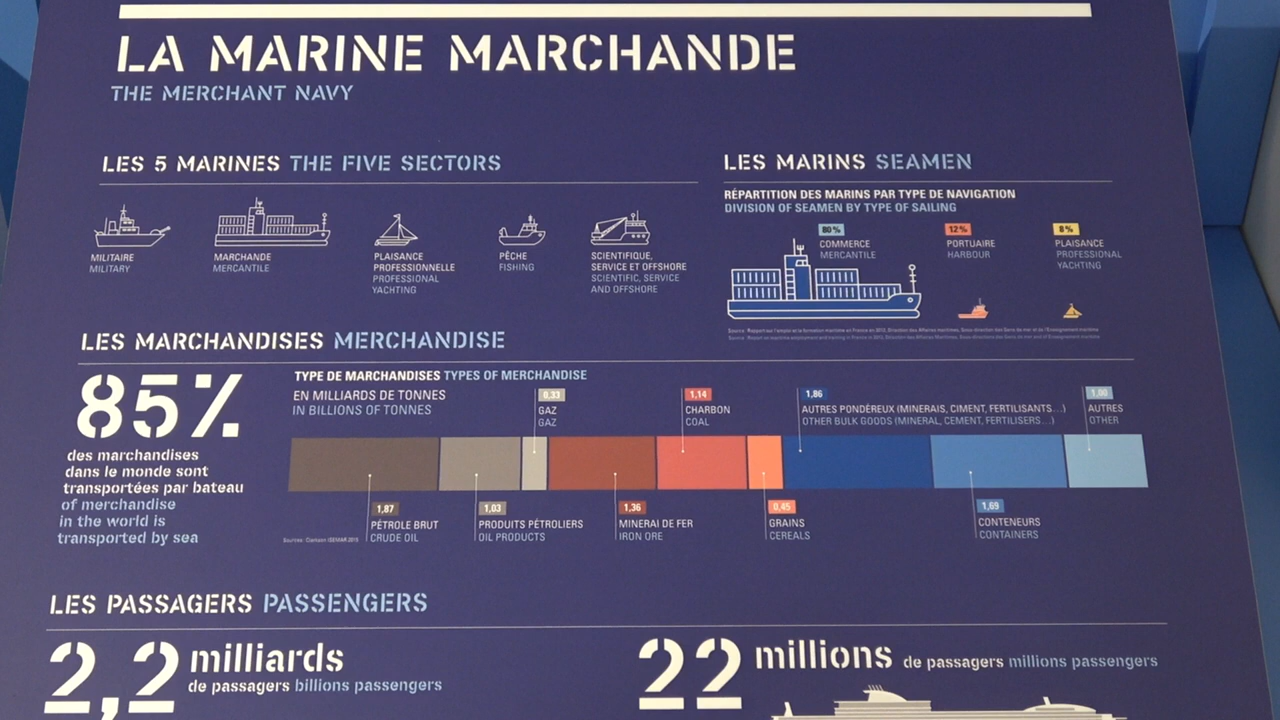 LA MARINE MARCHANDE
THE MERCHANT NAVY
LES 5 MARINES THE FIVE SECTORS
MILITAIRE
MILITARY
MARCHANDE
MERCANTILE
PLAISANCE
PROFESSIONNELLE
PROFESSIONAL
YACHTING
PÊCHE
FISHING
SCIENTIFIQUE,
SERVICE ET OFFSHORE
SCIENTIFIC, SERVICE
AND OFFSHORE
LES MARINS SEAMEN
RÉPARTITION DES MARINS PAR TYPE DE NAVIGATION
DIVISION OF SEAMEN BY TYPE OF SAILING
80%
COMMERCE
MERCANTILE
12%
PORTUAIRE
HARBOUR
8%
PLAISANCE
PROFESSIONAL
YACHTING
LES MARCHANDISES MERCHANDISE
85%
des marchandises
dans le monde sont
transportées par bateau
of merchandise
in the world is
transported by sea
TYPE DE MARCHANDISES TYPES OF MERCHANDISE
EN MILLIARDS DE TONNES
IN BILLIONS OF TONNES
0,33
GAZ
GAZ
1,14
CHARBON
COAL
1,86
AUTRES PONDÉREUX (MINERAIS, CIMENT, FERTILISANTS...)
OTHER BULK GOODS (MINERAL, CEMENT, FERTILISERS...)
1,00
AUTRES
OTHER
1,87
PÉTROLE BRUT
CRUDE OIL
1,03
PRODUITS PÉTROLIERS
OIL PRODUCTS
1,36
MINERAI DE FER
IRON ORE
0,45
GRAINS
CEREALS
1,69
CONTENEURS
CONTAINERS
LES PASSAGERS PASSENGERS
2,2 milliards
de passagers billions passengers
22 millions de passagers millions passengers